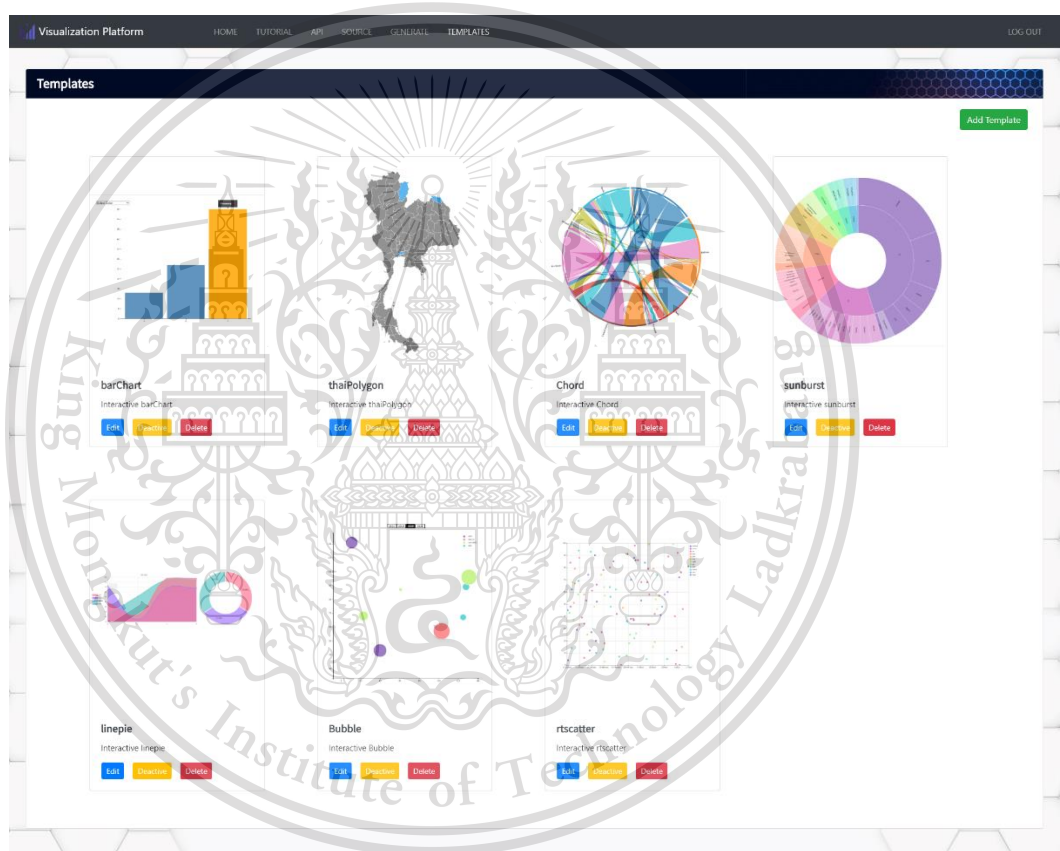 Visualization Platform HOME TUTORIAL API SOURCE GENERATE TEMPLATES LOG OUT
Templates
Add Template
barChart
Interactive barChart
Edit Deactive Delete
thaiPolygon
Interactive thaiPolygon
Edit Deactive Delete
Chord
Interactive Chord
Edit Deactive Delete
sunburst
Interactive sunburst
Edit Deactive Delete
linepie
Interactive linepie
Edit Deactive Delete
Bubble
Interactive Bubble
Edit Deactive Delete
rtscatter
Interactive rtscatter
Edit Deactive Delete
King Mongkut's Institute of Technology Ladkrabang